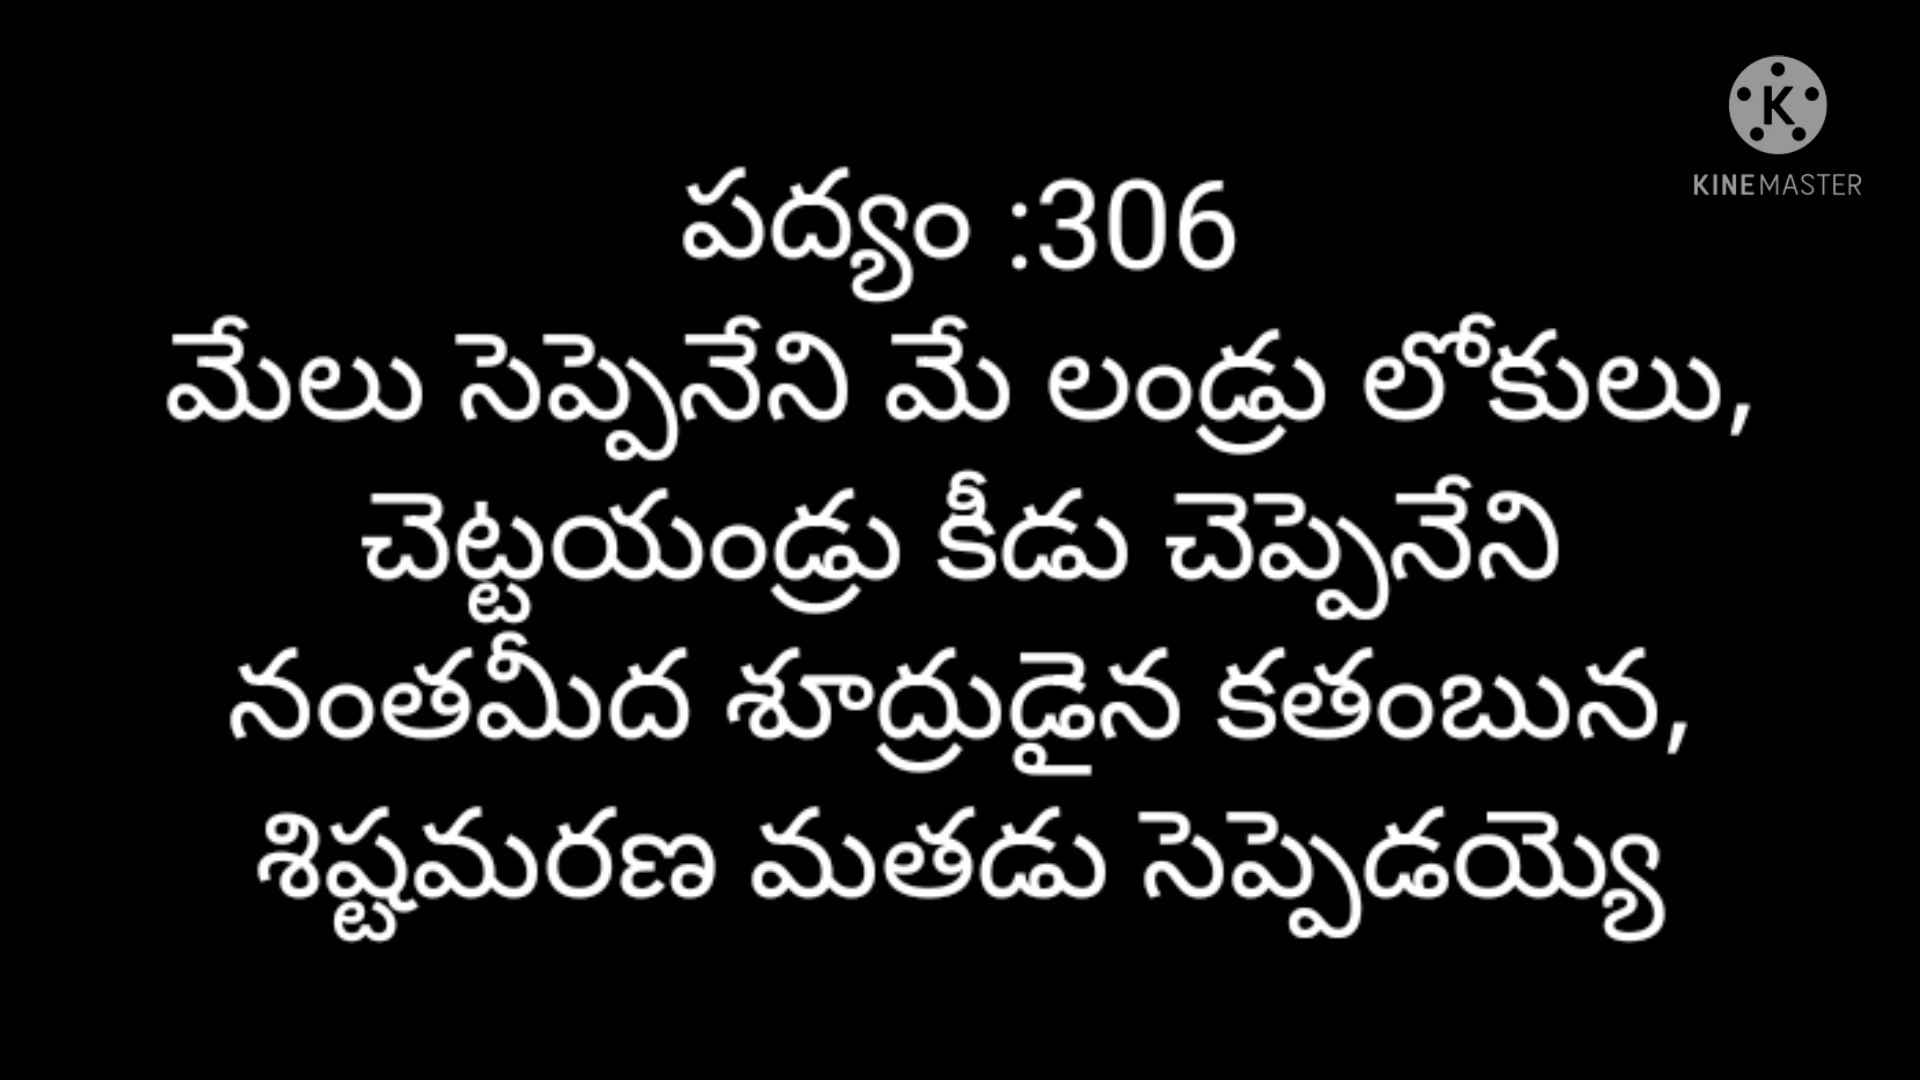 పద్యం :306
KINEMASTER
మేలు సెప్పెనేని మే లండ్రు లోకులు,
చెట్టయండ్రు కీడు చెప్పెనేని
నంతమీద శూద్రుడైన కతంబున,
శిష్టమరణ మతడు సెప్పెడయ్యె